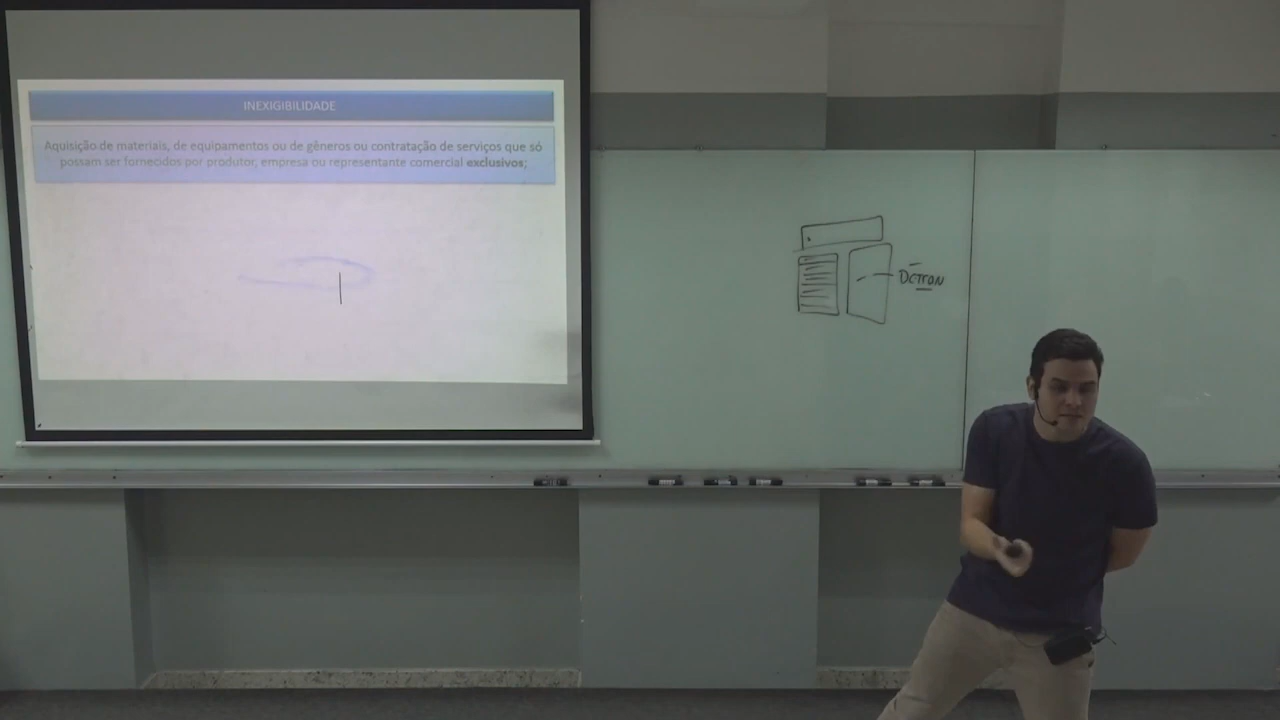 INEXIGIBILIDADE
Aquisição de materiais, de equipamentos ou de gêneros ou contratação de serviços que só
possam ser fornecidos por produtor, empresa ou representante comercial exclusivos;